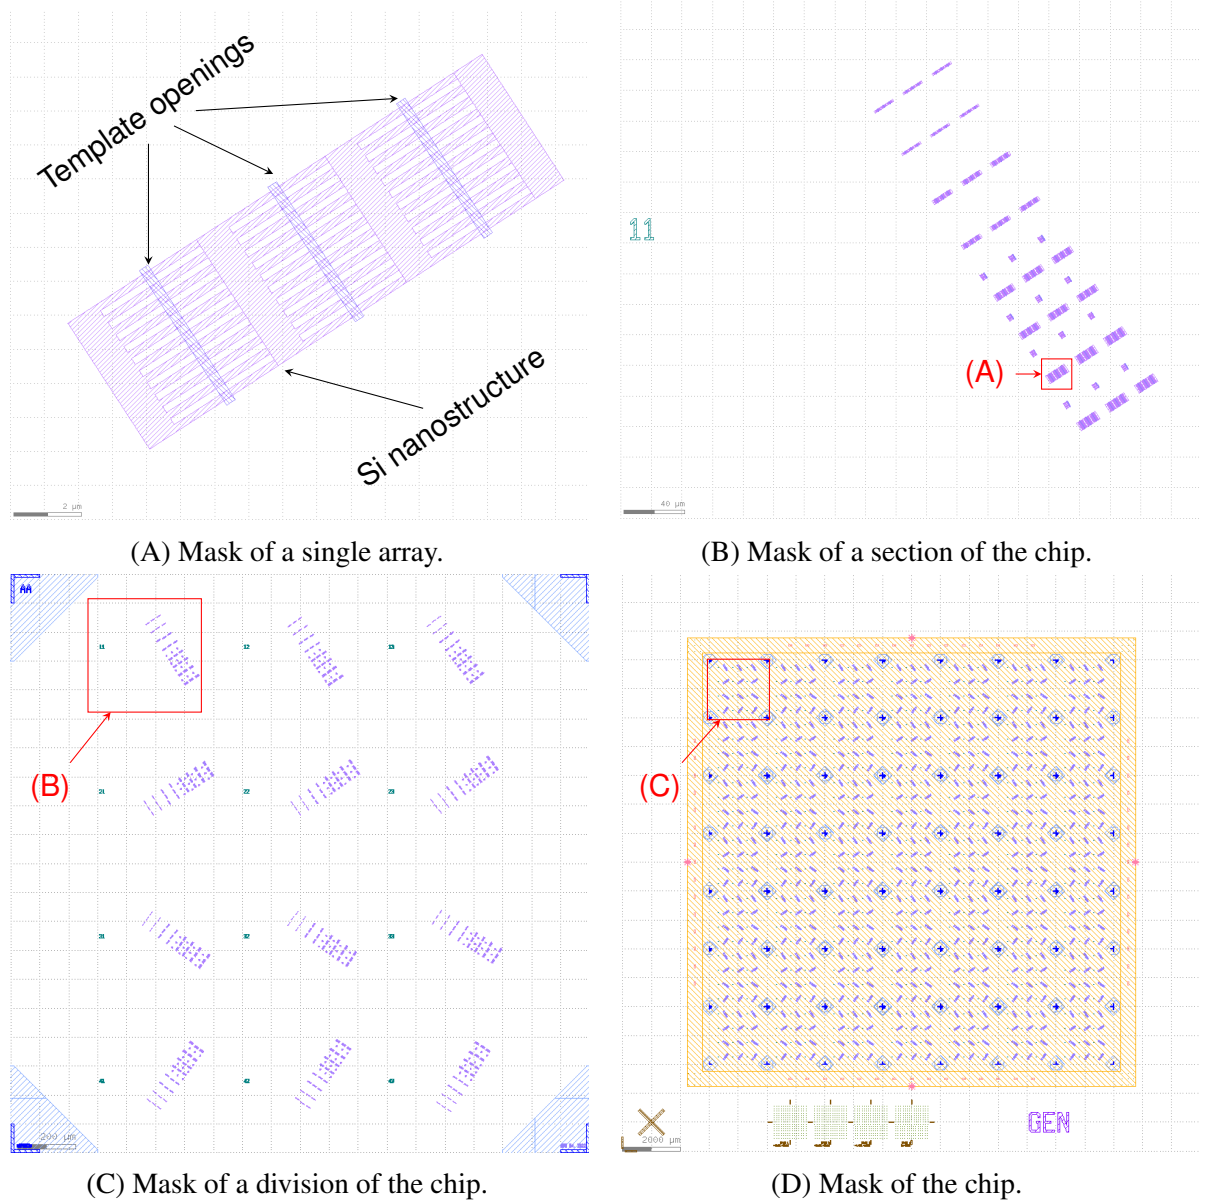 Template openings
Si nanostructure
2 µm
(A) Mask of a single array.
11
(A)
40 µm
(B) Mask of a section of the chip.
AA
11
12
13
(B)
21
22
23
31
32
33
41
42
43
200 µm
(C) Mask of a division of the chip.
(C)
GEN
2000 µm
(D) Mask of the chip.